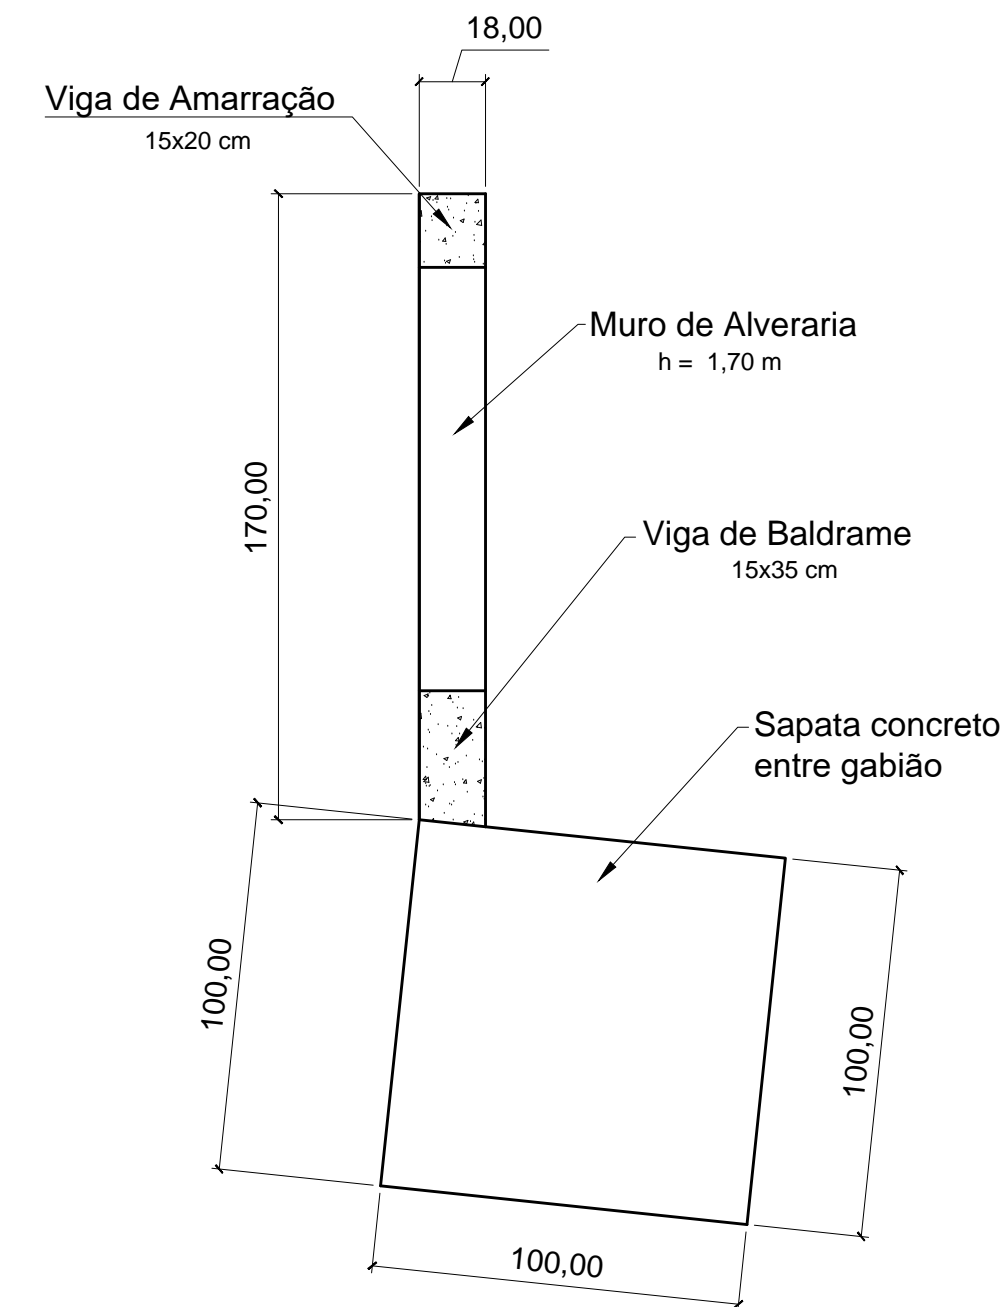 18,00
Viga de Amarração
15x20 cm
Muro de Alveraria
h = 1,70 m
170,00
Viga de Baldrame
15x35 cm
Sapata concreto
entre gabião
100,00
100,00
100,00